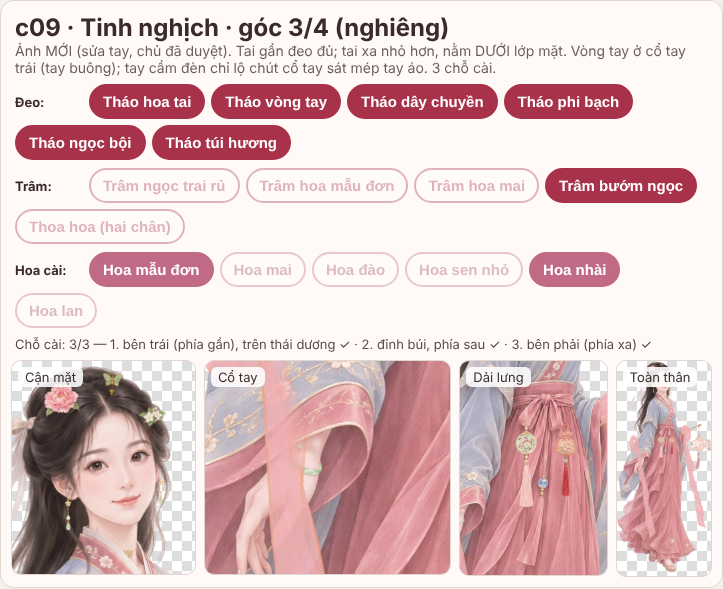 c09 · Tinh nghịch · góc 3/4 (nghiêng)
Ảnh MỚI (sửa tay, chủ đã duyệt). Tai gần đeo đủ; tai xa nhỏ hơn, nằm DƯỚI lớp mặt. Vòng tay ở cổ tay
trái (tay buông); tay cầm đèn chỉ lộ chút cổ tay sát mép tay áo. 3 chỗ cài.
Đeo: Tháo hoa tai Tháo vòng tay Tháo dây chuyền Tháo phi bạch
Tháo ngọc bội Tháo túi hương
Trâm: Trâm ngọc trai rủ Trâm hoa mẫu đơn Trâm hoa mai Trâm bướm ngọc
Thoa hoa (hai chân)
Hoa cài: Hoa mẫu đơn Hoa mai Hoa đào Hoa sen nhỏ Hoa nhài
Hoa lan
Chỗ cài: 3/3 — 1. bên trái (phía gần), trên thái dương ✓ · 2. đỉnh búi, phía sau ✓ · 3. bên phải (phía xa) ✓
Cận mặt Cổ tay Dải lưng Toàn thân